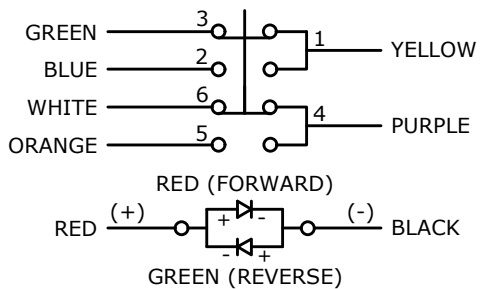 GREEN 3
1 YELLOW
BLUE 2
WHITE 6
4 PURPLE
ORANGE 5
RED (FORWARD)
RED (+) + - (-) BLACK
- +
GREEN (REVERSE)